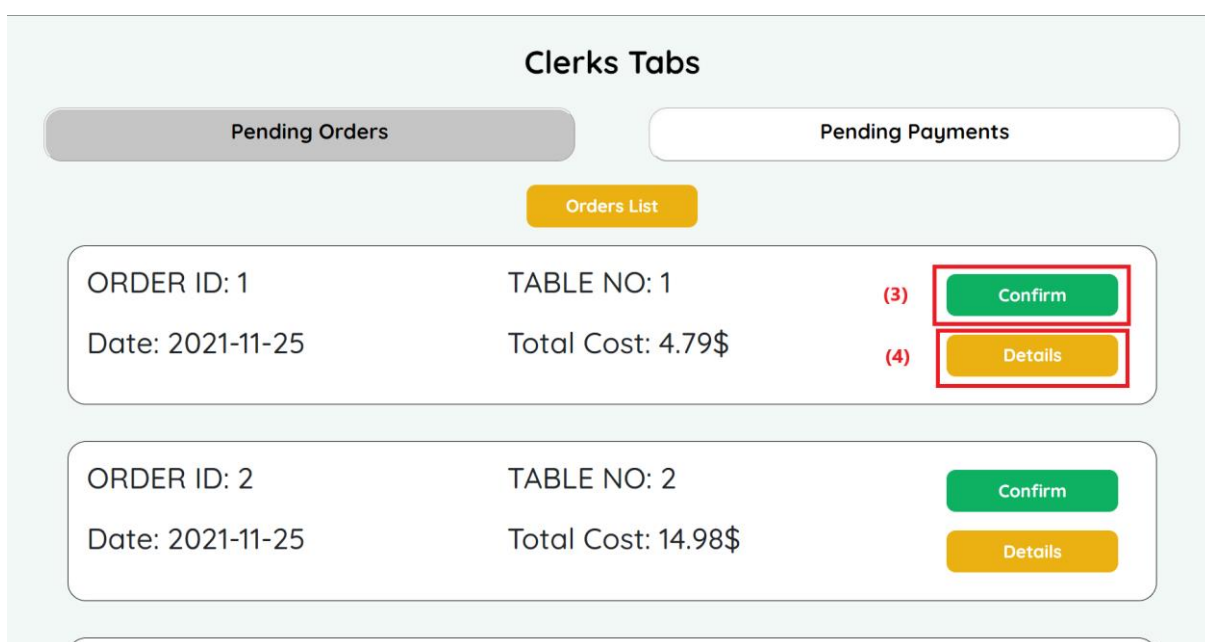 Clerks Tabs
Pending Orders
Pending Payments
Orders List
ORDER ID: 1
TABLE NO: 1
(3)
Confirm
Date: 2021-11-25
Total Cost: 4.79$
(4)
Details
ORDER ID: 2
TABLE NO: 2
Confirm
Date: 2021-11-25
Total Cost: 14.98$
Details